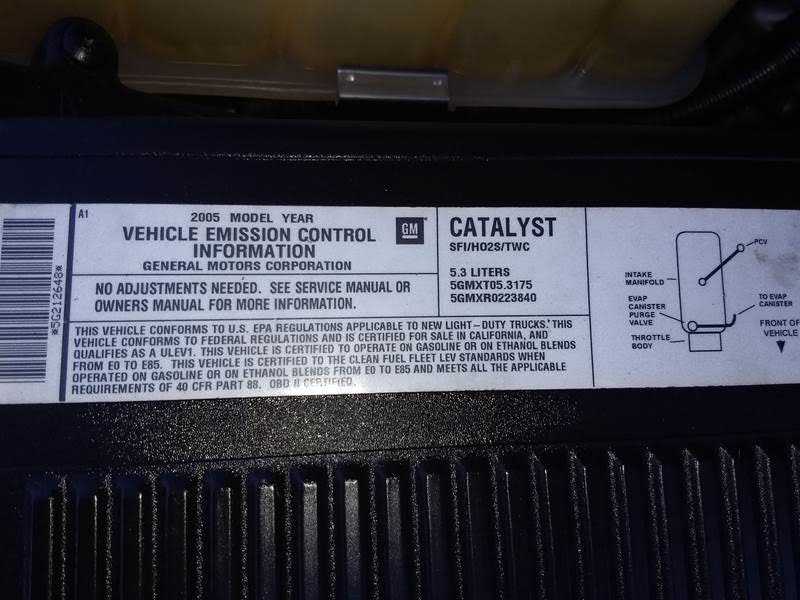 *5G212648*
A1
2005 MODEL YEAR
VEHICLE EMISSION CONTROL
INFORMATION
GENERAL MOTORS CORPORATION
GM
NO ADJUSTMENTS NEEDED. SEE SERVICE MANUAL OR
OWNERS MANUAL FOR MORE INFORMATION.
CATALYST
SFI/HO2S/TWC
5.3 LITERS
5GMXT05.3175
5GMXR0223840
THIS VEHICLE CONFORMS TO U.S. EPA REGULATIONS APPLICABLE TO NEW LIGHT-DUTY TRUCKS. THIS
VEHICLE CONFORMS TO FEDERAL REGULATIONS AND IS CERTIFIED FOR SALE IN CALIFORNIA, AND
QUALIFIES AS A ULEV1. THIS VEHICLE IS CERTIFIED TO OPERATE ON GASOLINE OR ON ETHANOL BLENDS
FROM E0 TO E85. THIS VEHICLE IS CERTIFIED TO THE CLEAN FUEL FLEET LEV STANDARDS WHEN
OPERATED ON GASOLINE OR ON ETHANOL BLENDS FROM E0 TO E85 AND MEETS ALL THE APPLICABLE
REQUIREMENTS OF 40 CFR PART 88. OBD II CERTIFIED.
PCV
INTAKE
MANIFOLD
EVAP
CANISTER
PURGE
VALVE
THROTTLE
BODY
TO EVAP
CANISTER
FRONT OF
VEHICLE